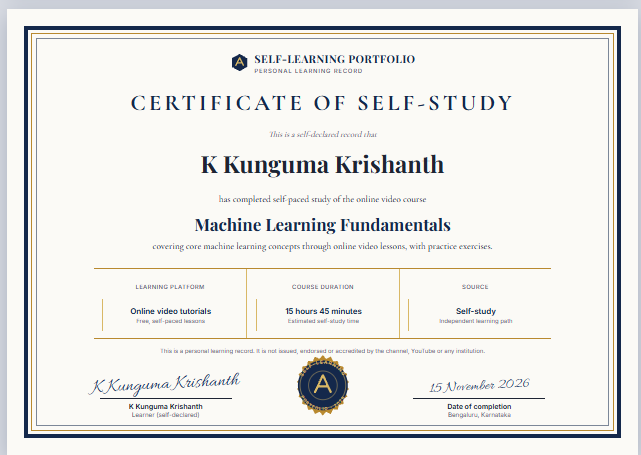 SELF-LEARNING PORTFOLIO
PERSONAL LEARNING RECORD
CERTIFICATE OF SELF-STUDY
This is a self-declared record that
K Kunguma Krishanth
has completed self-paced study of the online video course
Machine Learning Fundamentals
covering core machine learning concepts through online video lessons, with practice exercises.
LEARNING PLATFORM
Online video tutorials
Free, self-paced lessons
COURSE DURATION
15 hours 45 minutes
Estimated self-study time
SOURCE
Self-study
Independent learning path
This is a personal learning record. It is not issued, endorsed or accredited by the channel, YouTube or any institution.
K Kunguma Krishanth
K Kunguma Krishanth
Learner (self-declared)
A
15 November 2026
Date of completion
Bengaluru, Karnataka